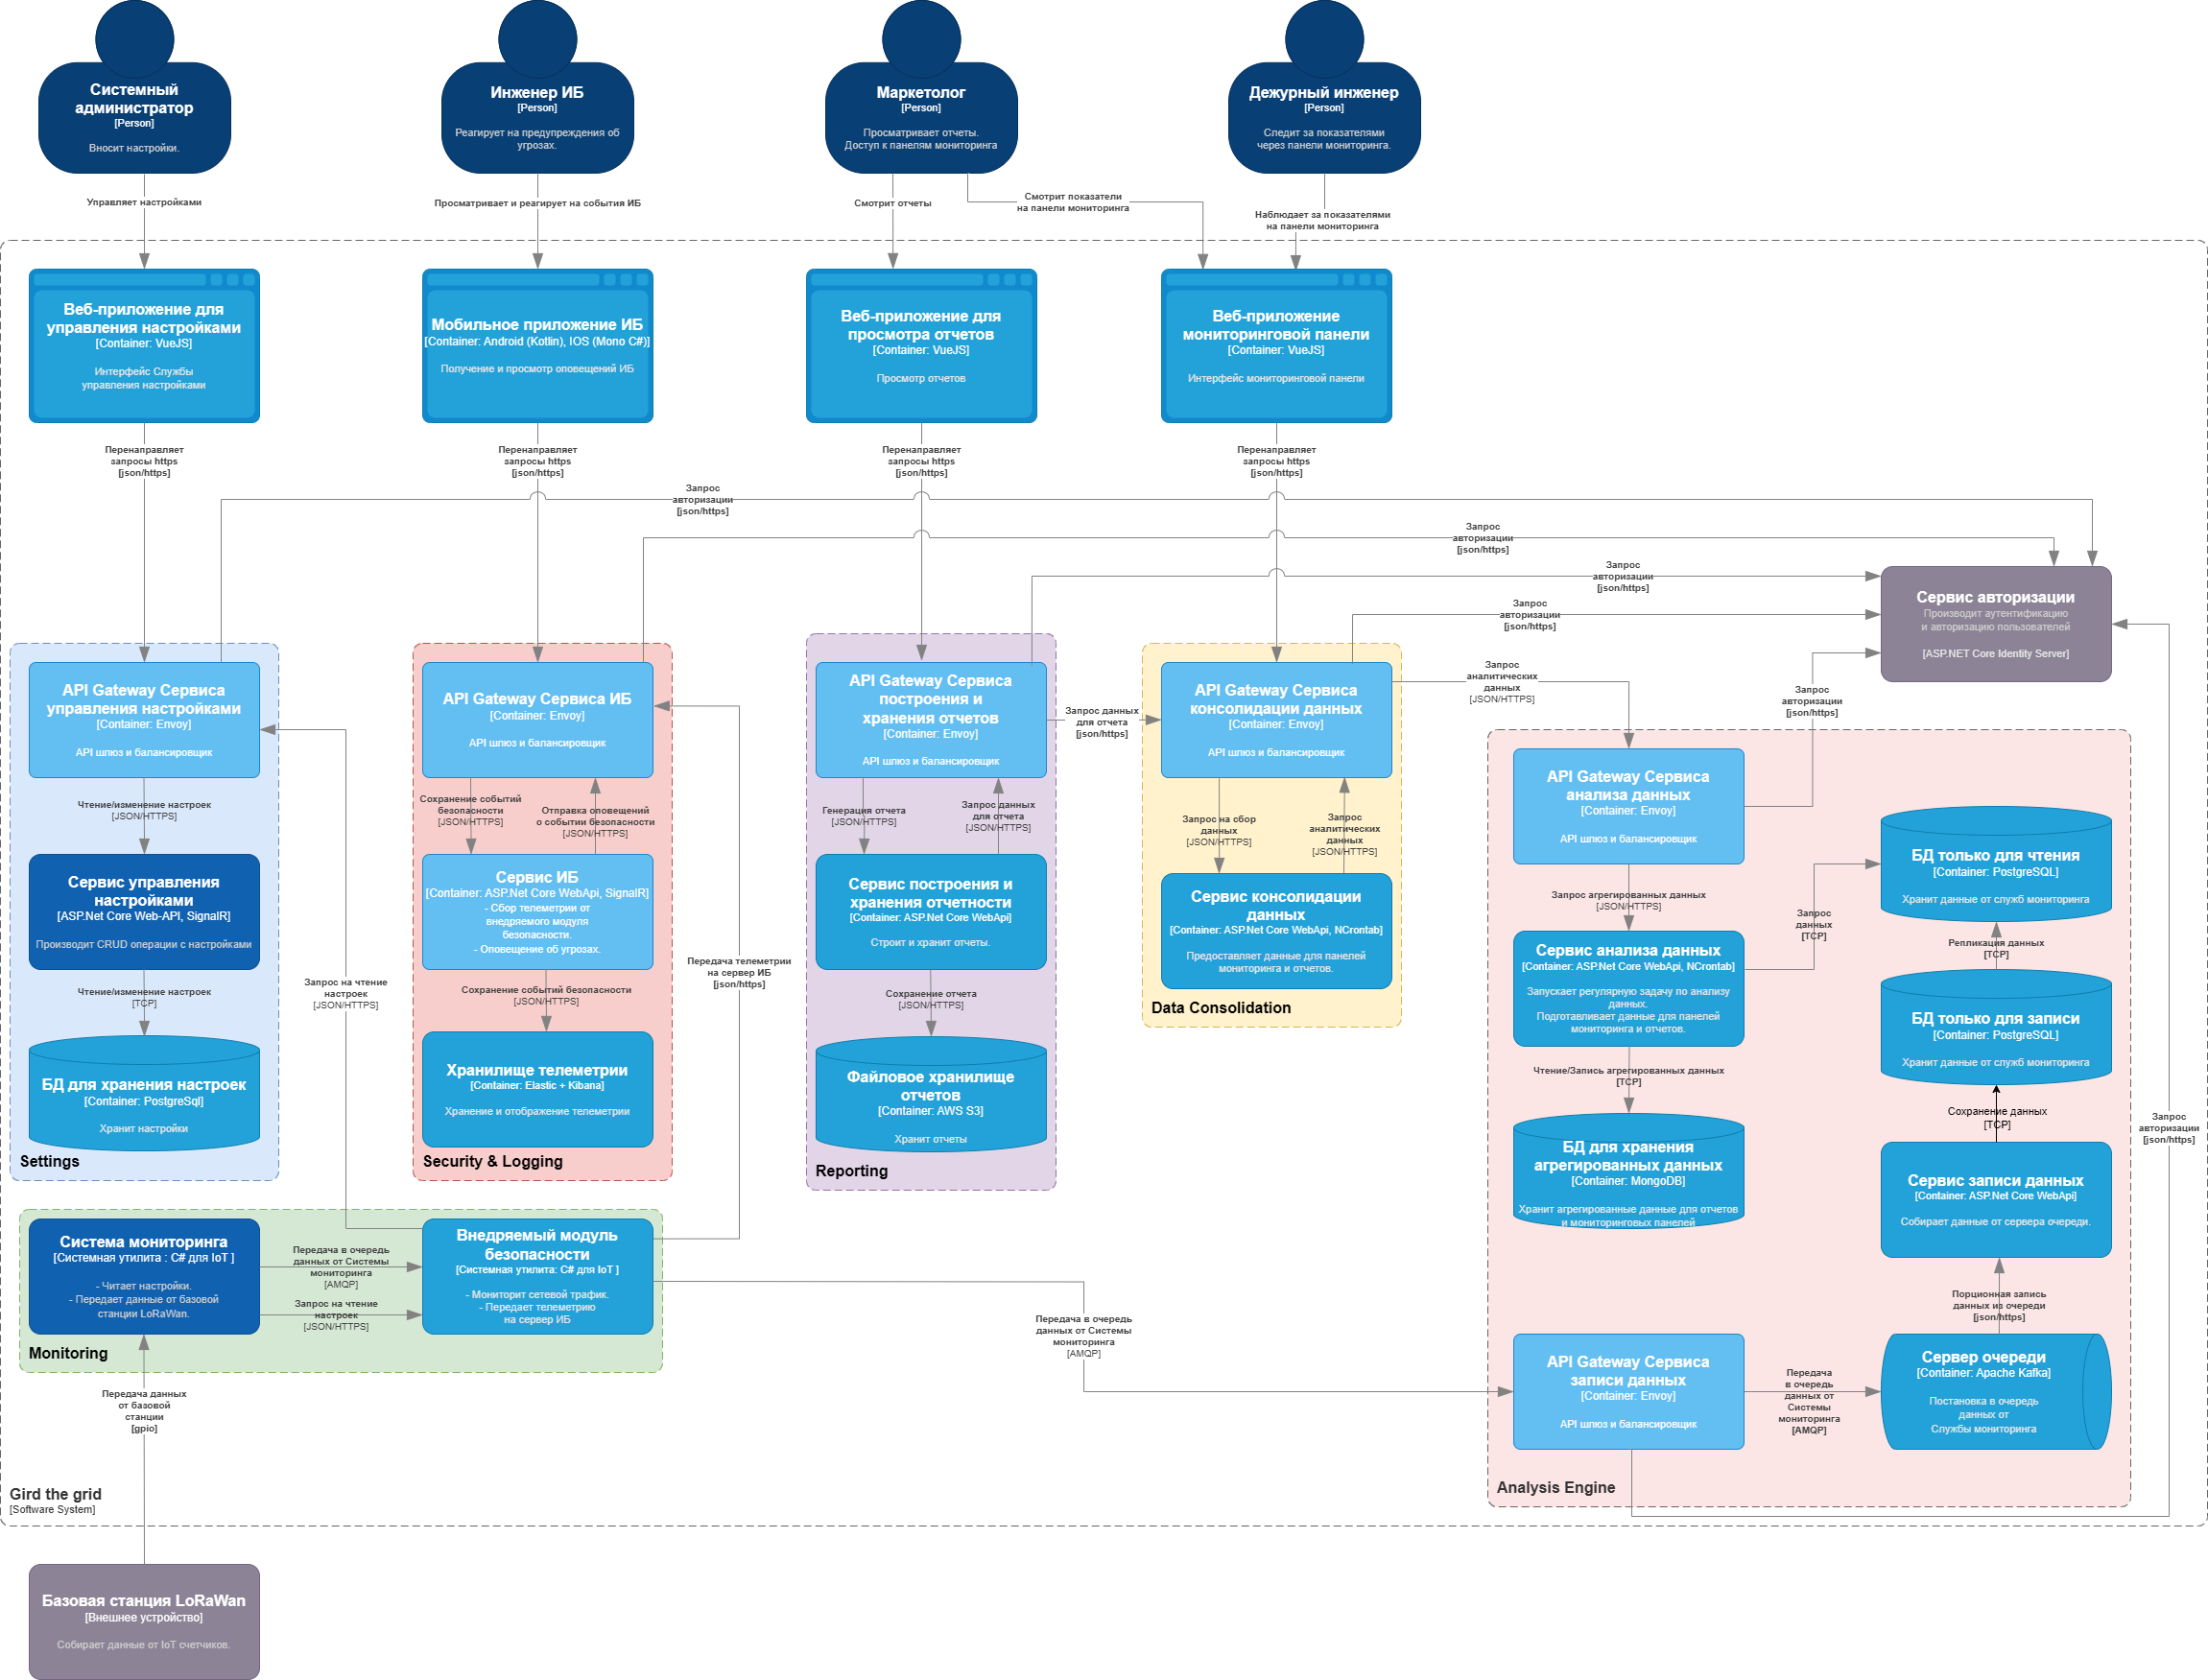 Системный
администратор
[Person]
Вносит настройки.
Инженер ИБ
[Person]
Реагирует на предупреждения об
угрозах.
Маркетолог
[Person]
Просматривает отчеты.
Доступ к панелям мониторинга
Дежурный инженер
[Person]
Следит за показателями
через панели мониторинга.
Управляет настройками
Просматривает и реагирует на события ИБ
Смотрит отчеты
Смотрит показатели
на панели мониторинга
Наблюдает за показателями
на панели мониторинга
Веб-приложение для
управления настройками
[Container: VueJS]
Интерфейс Службы
управления настройками
Мобильное приложение ИБ
[Container: Android (Kotlin), IOS (Mono C#)]
Получение и просмотр оповещений ИБ
Веб-приложение для
просмотра отчетов
[Container: VueJS]
Просмотр отчетов
Веб-приложение
мониторинговой панели
[Container: VueJS]
Интерфейс мониторинговой панели
Перенаправляет
запросы https
[json/https]
Перенаправляет
запросы https
[json/https]
Перенаправляет
запросы https
[json/https]
Перенаправляет
запросы https
[json/https]
Запрос
авторизации
[json/https]
Запрос
авторизации
[json/https]
Запрос
авторизации
[json/https]
Запрос
авторизации
[json/https]
Сервис авторизации
Производит аутентификацию
и авторизацию пользователей
[ASP.NET Core Identity Server]
API Gateway Сервиса
управления настройками
[Container: Envoy]
API шлюз и балансировщик
Чтение/изменение настроек
[JSON/HTTPS]
Сервис управления
настройками
[ASP.Net Core Web-API, SignalR]
Производит CRUD операции с настройками
Чтение/изменение настроек
[TCP]
БД для хранения настроек
[Container: PostgreSql]
Хранит настройки
Settings
Запрос на чтение
настроек
[JSON/HTTPS]
API Gateway Сервиса ИБ
[Container: Envoy]
API шлюз и балансировщик
Сохранение событий
безопасности
[JSON/HTTPS]
Отправка оповещений
о событии безопасности
[JSON/HTTPS]
Сервис ИБ
[Container: ASP.Net Core WebApi, SignalR]
- Сбор телеметрии от
внедряемого модуля
безопасности.
- Оповещение об угрозах.
Сохранение событий безопасности
[JSON/HTTPS]
Хранилище телеметрии
[Container: Elastic + Kibana]
Хранение и отображение телеметрии
Security & Logging
Передача телеметрии
на сервер ИБ
[json/https]
API Gateway Сервиса
построения и
хранения отчетов
[Container: Envoy]
API шлюз и балансировщик
Генерация отчета
[JSON/HTTPS]
Запрос данных
для отчета
[JSON/HTTPS]
Сервис построения и
хранения отчетности
[Container: ASP.Net Core WebApi]
Строит и хранит отчеты.
Сохранение отчета
[JSON/HTTPS]
Файловое хранилище
отчетов
[Container: AWS S3]
Хранит отчеты
Reporting
Запрос данных
для отчета
[json/https]
API Gateway Сервиса
консолидации данных
[Container: Envoy]
API шлюз и балансировщик
Запрос на сбор
данных
[JSON/HTTPS]
Запрос
аналитических
данных
[JSON/HTTPS]
Сервис консолидации
данных
[Container: ASP.Net Core WebApi, NCrontab]
Предоставляет данные для панелей
мониторинга и отчетов.
Data Consolidation
Запрос
аналитических
данных
[JSON/HTTPS]
Запрос
авторизации
[json/https]
API Gateway Сервиса
анализа данных
[Container: Envoy]
API шлюз и балансировщик
Запрос агрегированных данных
[JSON/HTTPS]
Сервис анализа данных
[Container: ASP.Net Core WebApi, NCrontab]
Запускает регулярную задачу по анализу
данных.
Подготавливает данные для панелей
мониторинга и отчетов.
Чтение/Запись агрегированных данных
[TCP]
БД для хранения
агрегированных данных
[Container: MongoDB]
Хранит агрегированные данные для отчетов
и мониторинговых панелей
Запрос
данных
[TCP]
БД только для чтения
[Container: PostgreSQL]
Хранит данные от служб мониторинга
Репликация данных
[TCP]
БД только для записи
[Container: PostgreSQL]
Хранит данные от служб мониторинга
Сохранение данных
[TCP]
Сервис записи данных
[Container: ASP.Net Core WebApi]
Собирает данные от сервера очереди.
Порционная запись
данных из очереди
[json/https]
Сервер очереди
[Container: Apache Kafka]
Постановка в очередь
данных от
Службы мониторинга
Передача
в очередь
данных от
Системы
мониторинга
[AMQP]
API Gateway Сервиса
записи данных
[Container: Envoy]
API шлюз и балансировщик
Analysis Engine
Запрос
авторизации
[json/https]
Система мониторинга
[Системная утилита : C# для IoT ]
- Читает настройки.
- Передает данные от базовой
станции LoRaWan.
Передача в очередь
данных от Системы
мониторинга
[AMQP]
Запрос на чтение
настроек
[JSON/HTTPS]
Внедряемый модуль
безопасности
[Системная утилита: C# для IoT ]
- Мониторит сетевой трафик.
- Передает телеметрию
на сервер ИБ
Monitoring
Передача в очередь
данных от Системы
мониторинга
[AMQP]
Передача данных
от базовой
станции
[gpio]
Gird the grid
[Software System]
Базовая станция LoRaWan
[Внешнее устройство]
Собирает данные от IoT счетчиков.